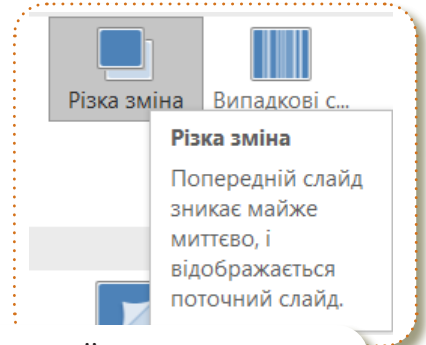 Різка зміна Випадкові с...
Різка зміна
Попередній слайд
зникає майже
миттєво, і
відображається
поточний слайд.